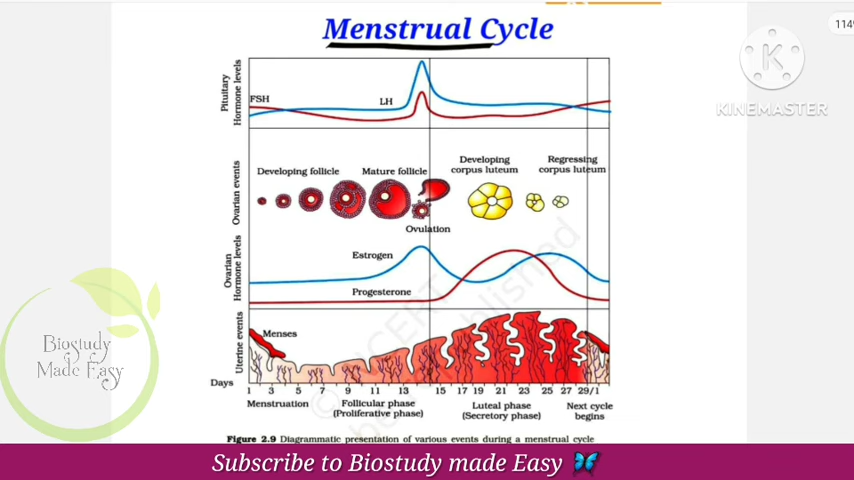 Menstrual Cycle
114
K
KINEMASTER
Pituitary
Hormone levels
FSH
LH
Ovarian events
Developing follicle
Mature follicle
Developing
corpus luteum
Regressing
corpus luteum
Ovulation
Ovarian
Hormone levels
Estrogen
Progesterone
Uterine events
Menses
Biostudy
Made Easy
Days
1 3 5 7 9 11 13 15 17 19 21 23 25 27 29/1
Menstruation
Follicular phase
(Proliferative phase)
Luteal phase
(Secretory phase)
Next cycle
begins
Figure 2.9 Diagrammatic presentation of various events during a menstrual cycle
Subscribe to Biostudy made Easy 🦋